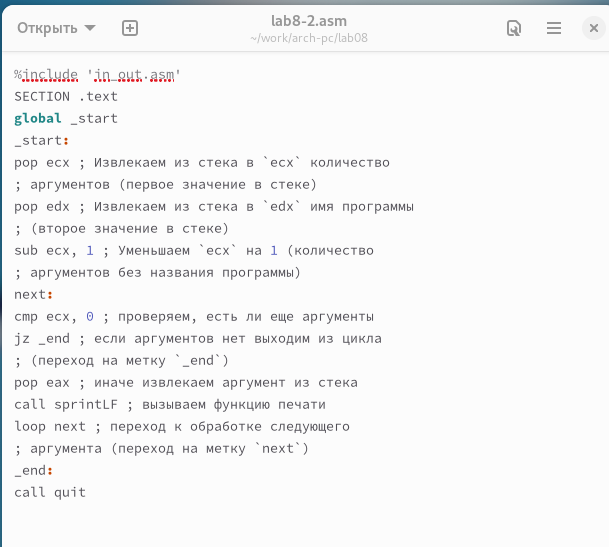 Открыть
lab8-2.asm
~/work/arch-pc/lab08
%include 'in_out.asm'
SECTION .text
global _start
_start:
pop ecx ; Извлекаем из стека в `ecx` количество
; аргументов (первое значение в стеке)
pop edx ; Извлекаем из стека в `edx` имя программы
; (второе значение в стеке)
sub ecx, 1 ; Уменьшаем `ecx` на 1 (количество
; аргументов без названия программы)
next:
cmp ecx, 0 ; проверяем, есть ли еще аргументы
jz _end ; если аргументов нет выходим из цикла
; (переход на метку `_end`)
pop eax ; иначе извлекаем аргумент из стека
call sprintLF ; вызываем функцию печати
loop next ; переход к обработке следующего
; аргумента (переход на метку `next`)
_end:
call quit